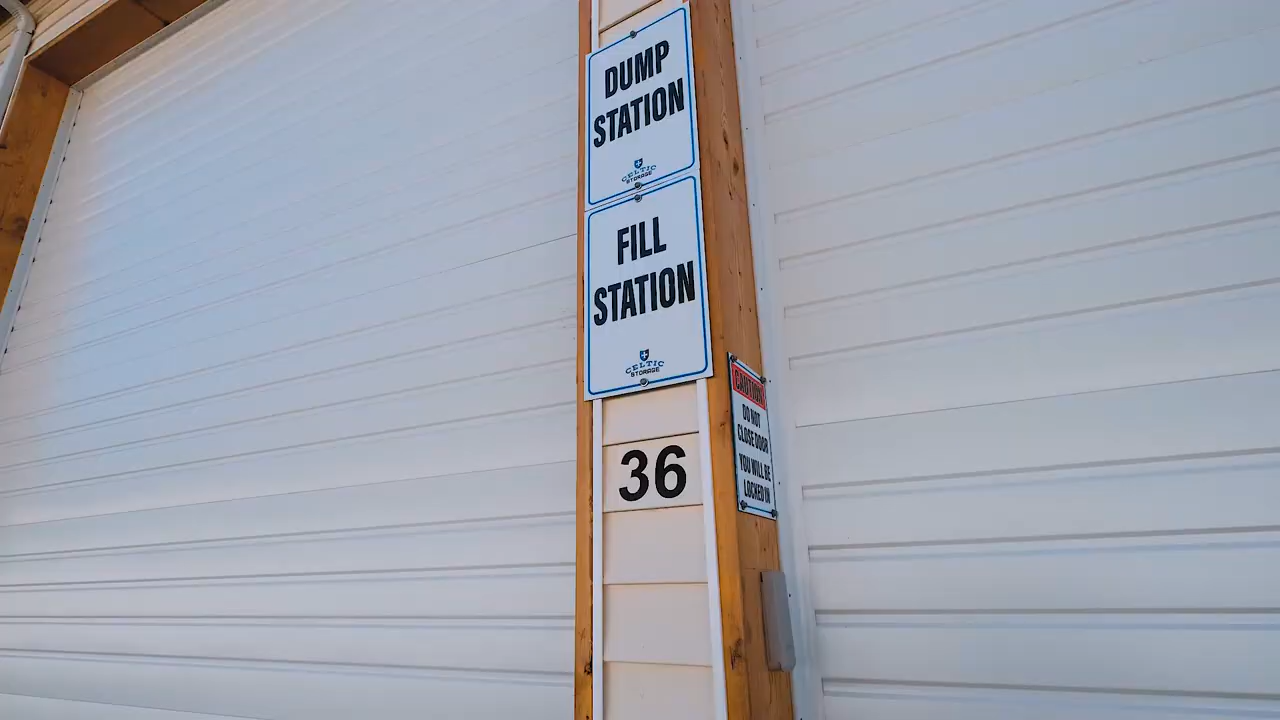 DUMP
STATION
CELTIC
STORAGE
FILL
STATION
CELTIC
STORAGE
36
CAUTION!
DO NOT
CLOSE DOOR
YOU WILL BE
LOCKED IN